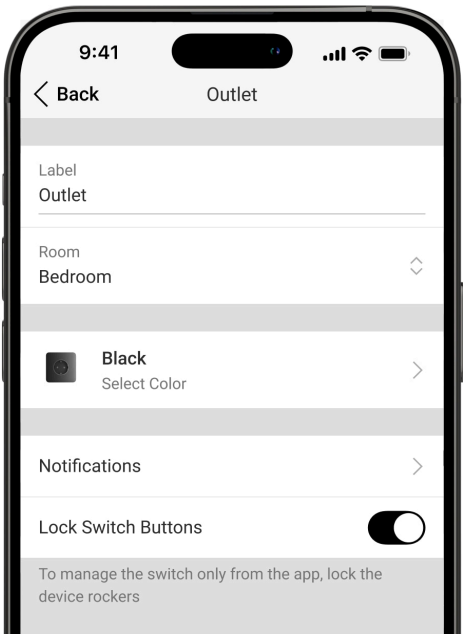 9:41
Back
Outlet
Label
Outlet
Room
Bedroom
Black
Select Color
Notifications
Lock Switch Buttons
To manage the switch only from the app, lock the
device rockers